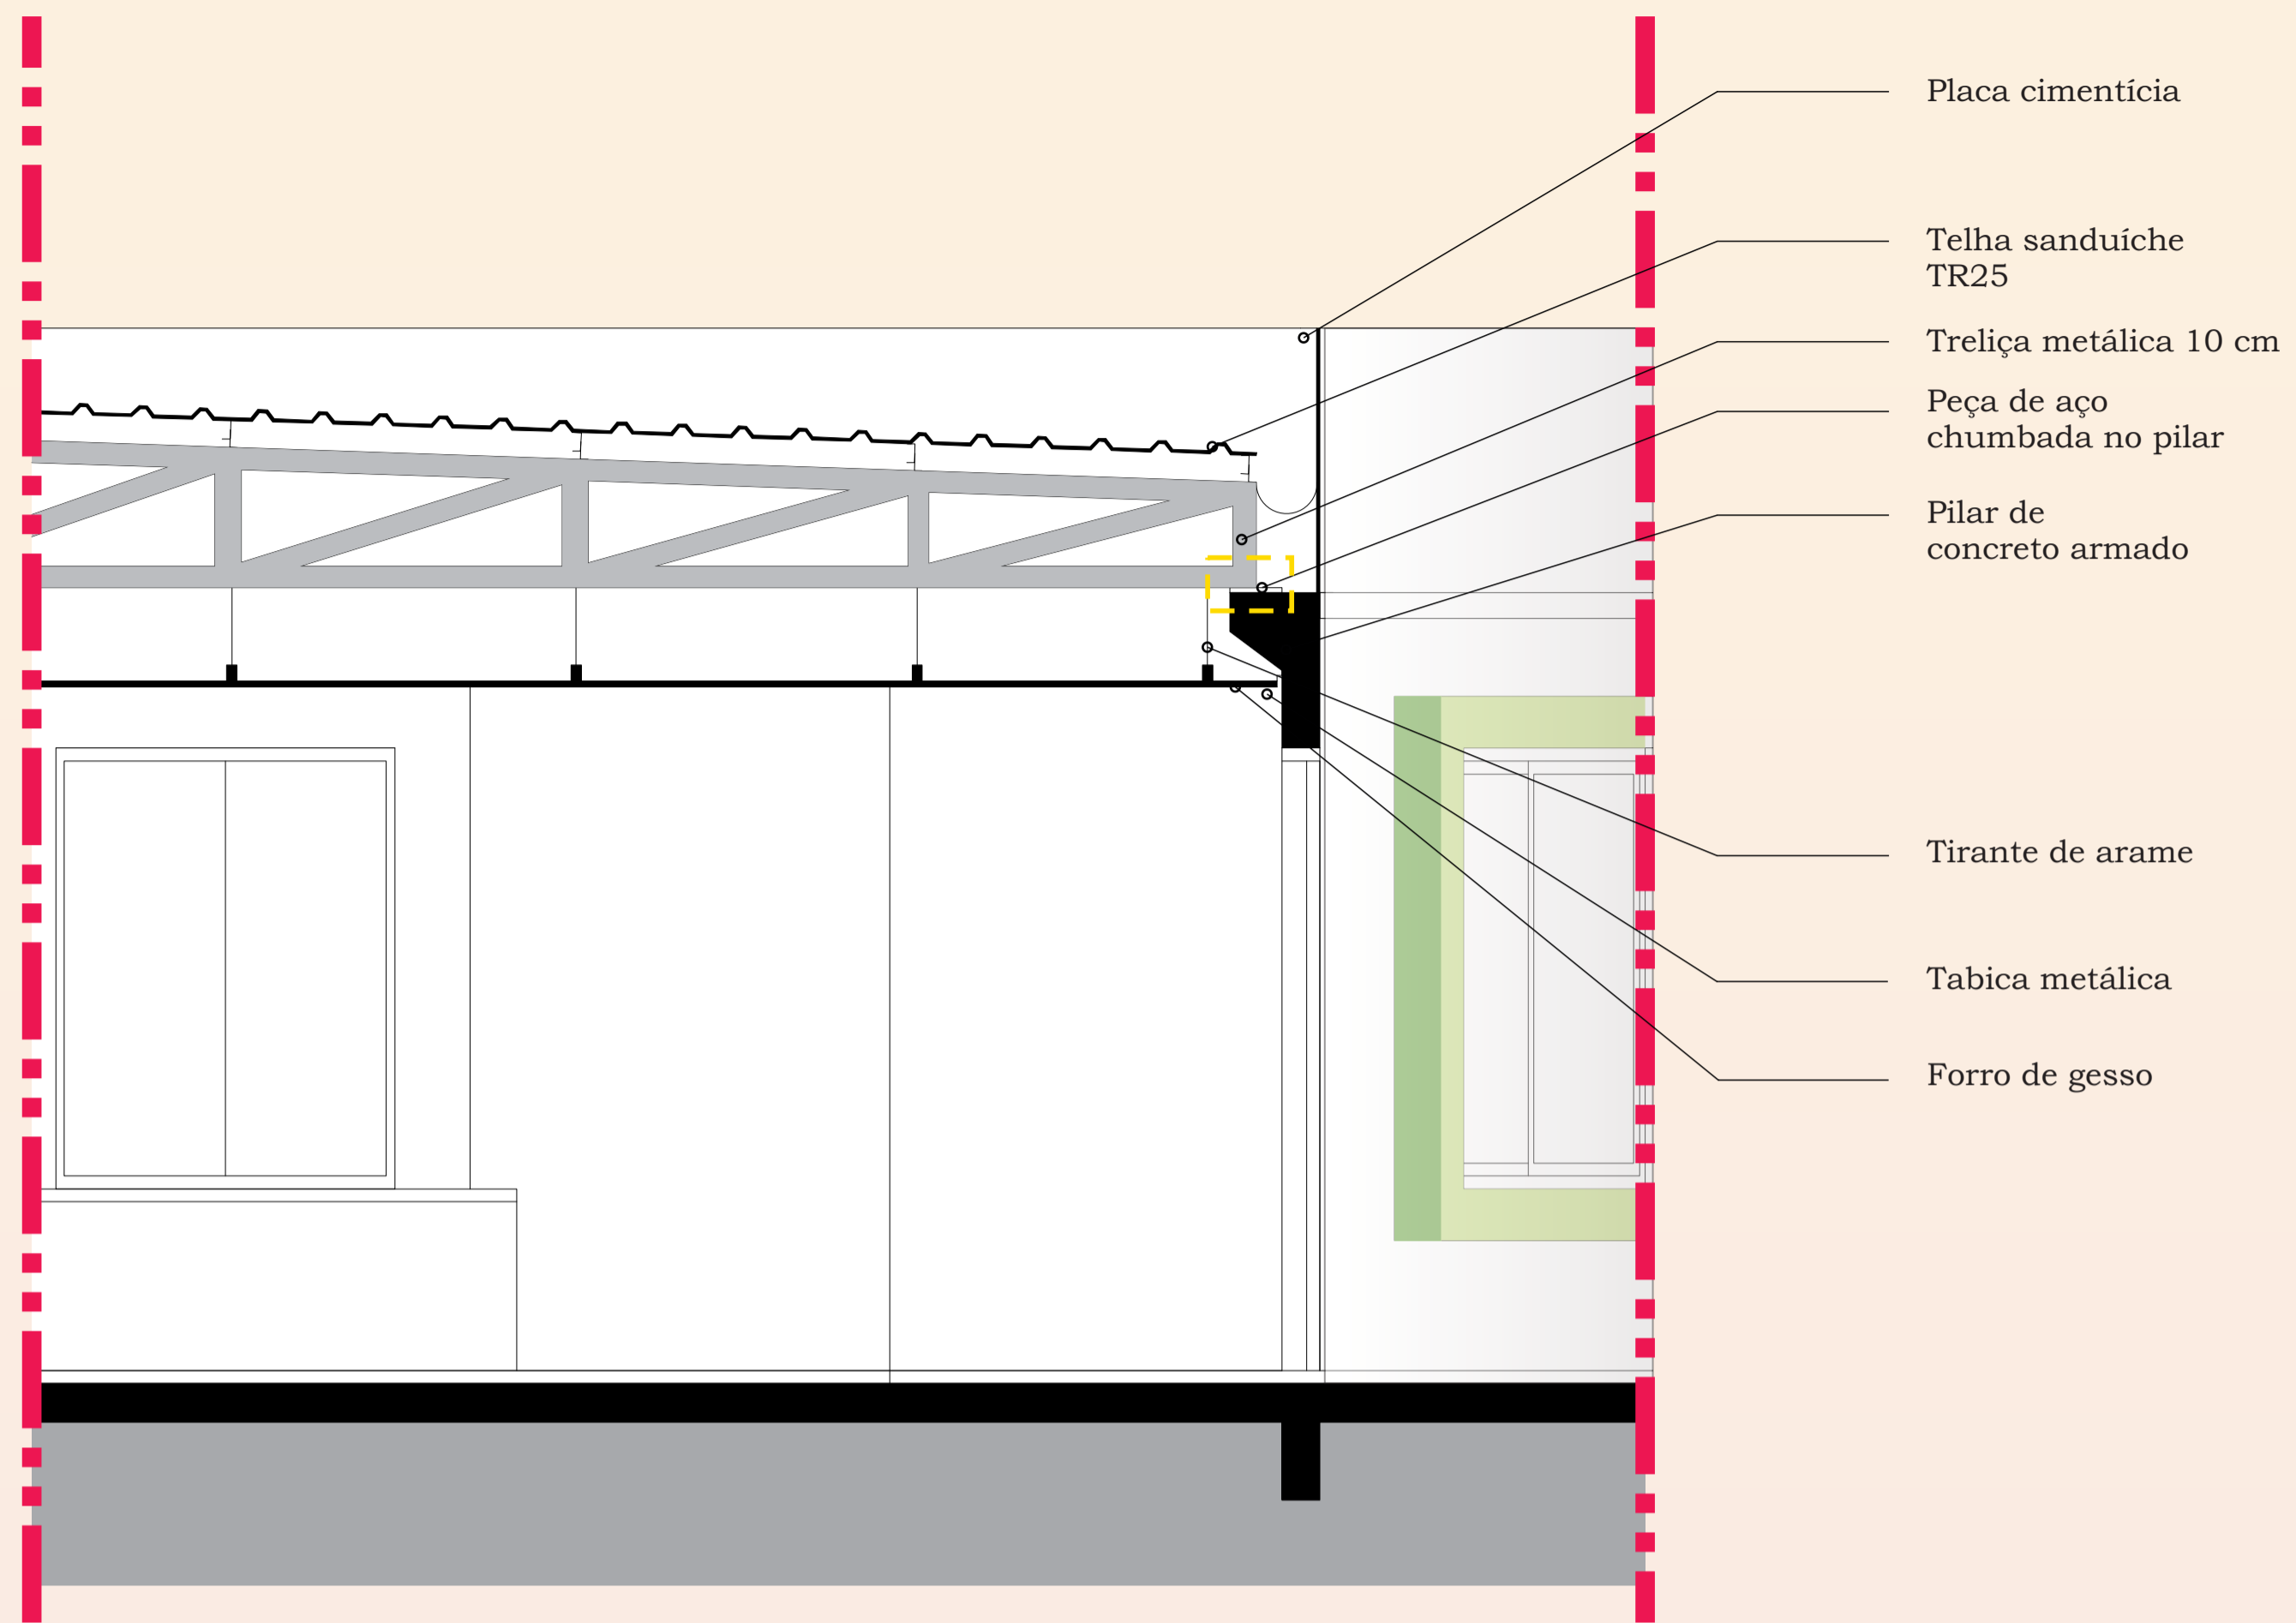 Placa cimentícia
Telha sanduíche
TR25
Treliça metálica 10 cm
Peça de aço
chumbada no pilar
Pilar de
concreto armado
Tirante de arame
Tabica metálica
Forro de gesso